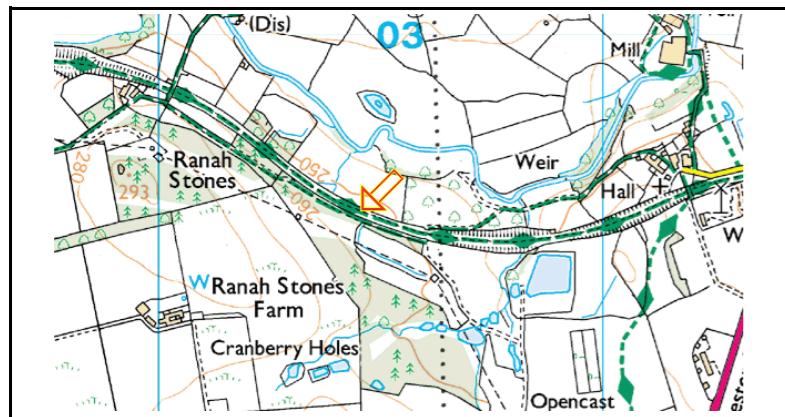 (Dis)
03
Mill
280
Ranah
Stones
293
250
260
Weir
Hall
W
W
Ranah Stones
Farm
Cranberry Holes
Opencast